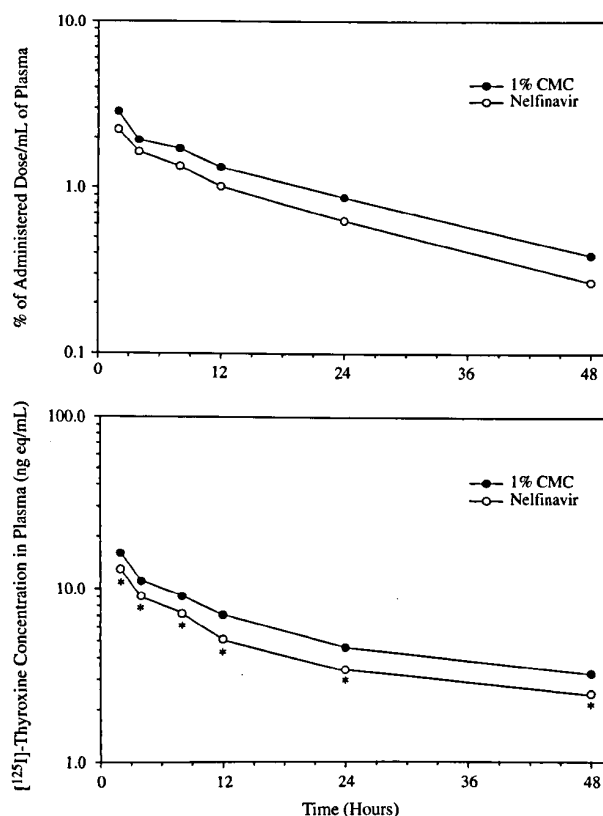 % of Administered Dose/mL of Plasma
10.0
1.0
0.1
1% CMC
Nelfinavir
0 12 24 36 48
[¹²⁵I]-Thyroxine Concentration in Plasma (ng eq/mL)
100.0
10.0
1.0
1% CMC
Nelfinavir
* * * * * *
0 12 24 36 48
Time (Hours)